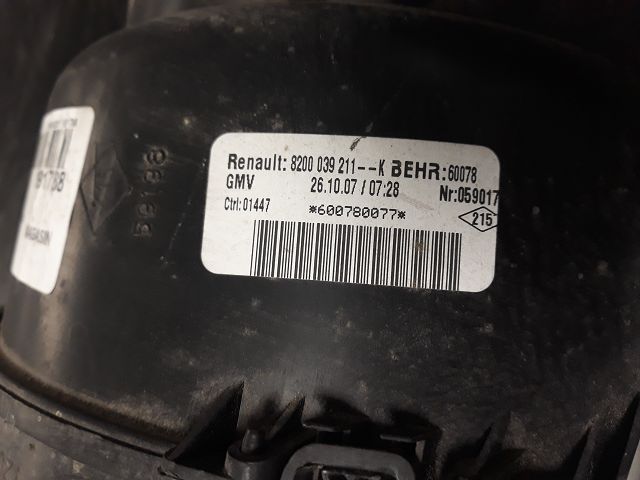 Renault: 8200 039 211--K BEHR:60078
GMV 26.10.07 / 07:28 Nr:059017
Ctrl:01447 *600780077* 215